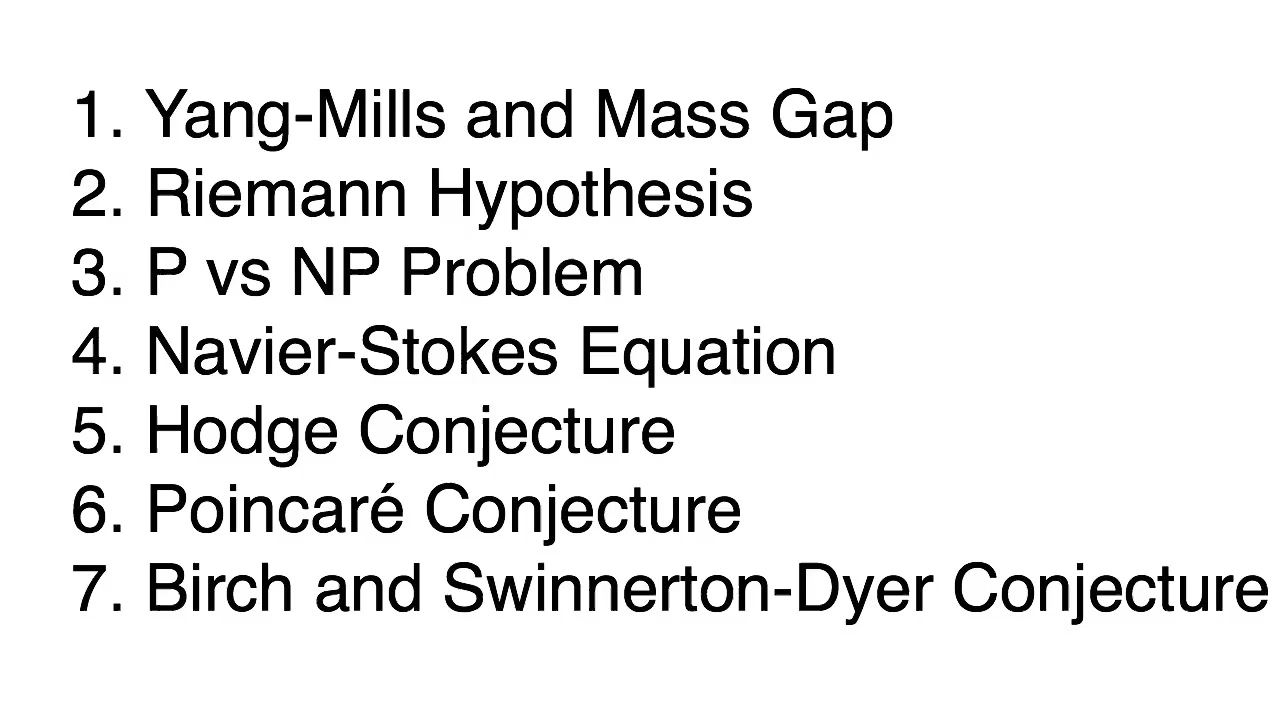 1. Yang-Mills and Mass Gap
2. Riemann Hypothesis
3. P vs NP Problem
4. Navier-Stokes Equation
5. Hodge Conjecture
6. Poincaré Conjecture
7. Birch and Swinnerton-Dyer Conjecture